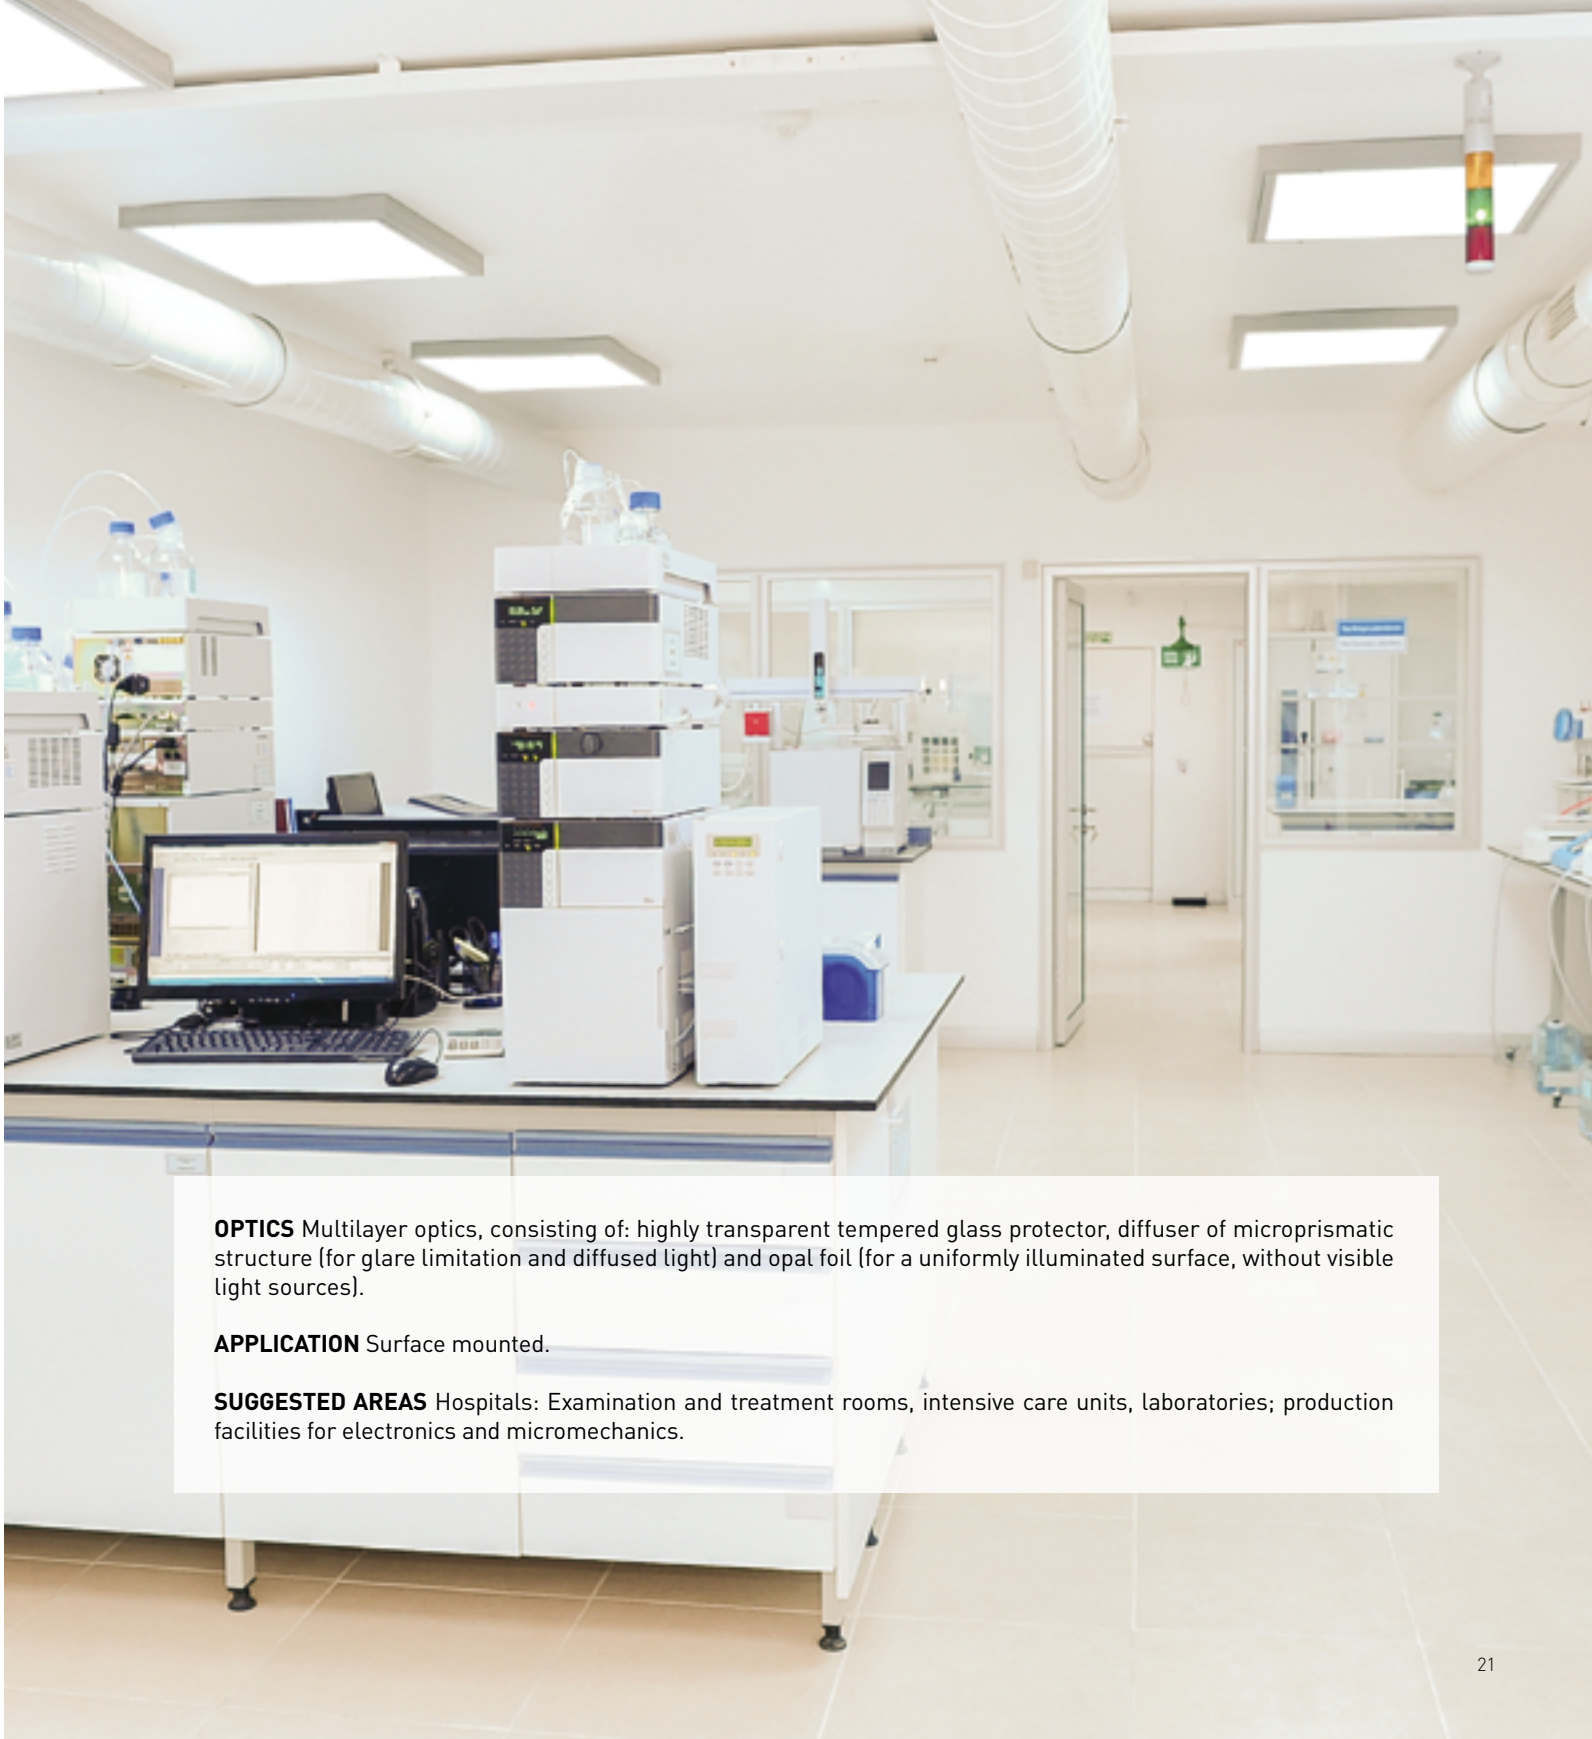 OPTICS Multilayer optics, consisting of: highly transparent tempered glass protector, diffuser of microprismatic
structure (for glare limitation and diffused light) and opal foil (for a uniformly illuminated surface, without visible
light sources).
APPLICATION Surface mounted.
SUGGESTED AREAS Hospitals: Examination and treatment rooms, intensive care units, laboratories; production
facilities for electronics and micromechanics.
21